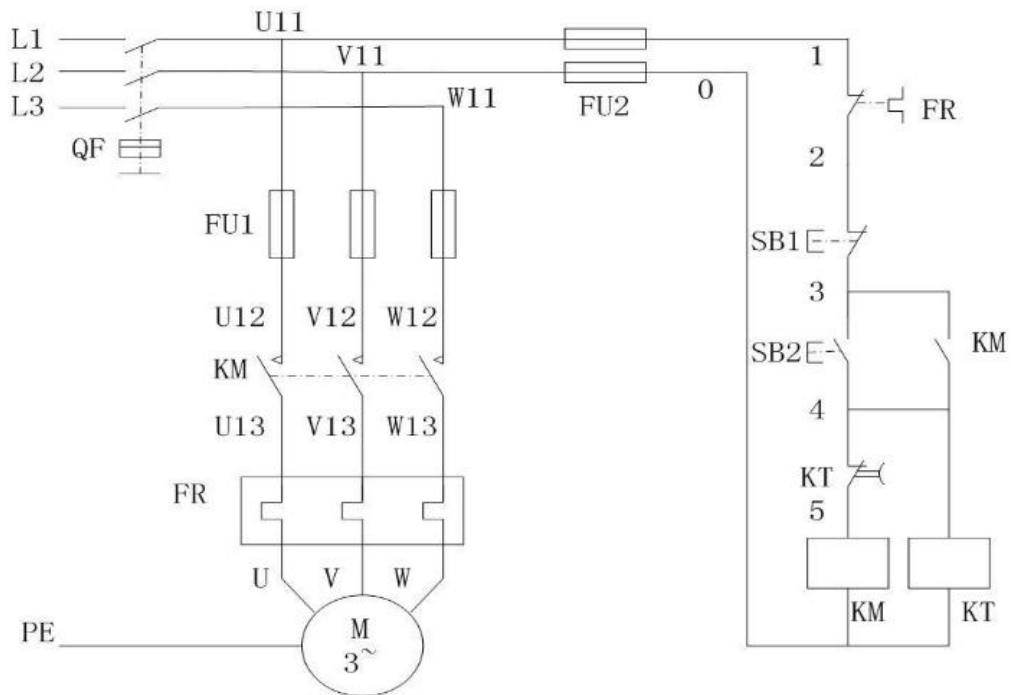 U11
L1
V11
1
L2
0
W11
L3
FU2
FR
QF
2
FU1
SB1
3
U12 V12 W12
KM
SB2
KM
U13 V13 W13
4
KT
FR
5
U V W
KM
KT
M
PE
3~